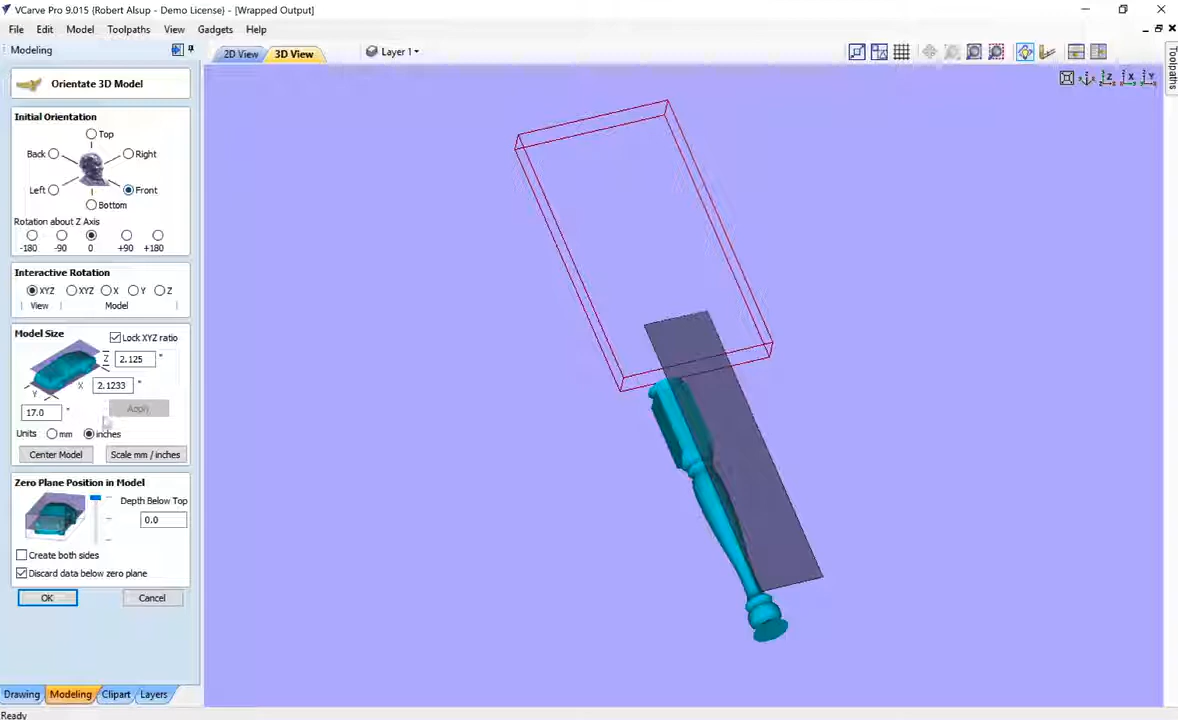 VCarve Pro 9.015 {Robert Alsup - Demo License} - [Wrapped Output]
File Edit Model Toolpaths View Gadgets Help
Modeling
2D View 3D View Layer 1
Toolpaths
Orientate 3D Model
Initial Orientation
Top
Back Right
Left Front
Bottom
Rotation about Z Axis
-180 -90 0 +90 +180
Interactive Rotation
XYZ XYZ X Y Z
View Model
Model Size
Lock XYZ ratio
Z 2.125 "
Y X 2.1233 "
17.0 " Apply
Units mm inches
Center Model Scale mm / inches
Zero Plane Position in Model
Depth Below Top
0.0
Create both sides
Discard data below zero plane
OK Cancel
Drawing Modeling Clipart Layers
Ready